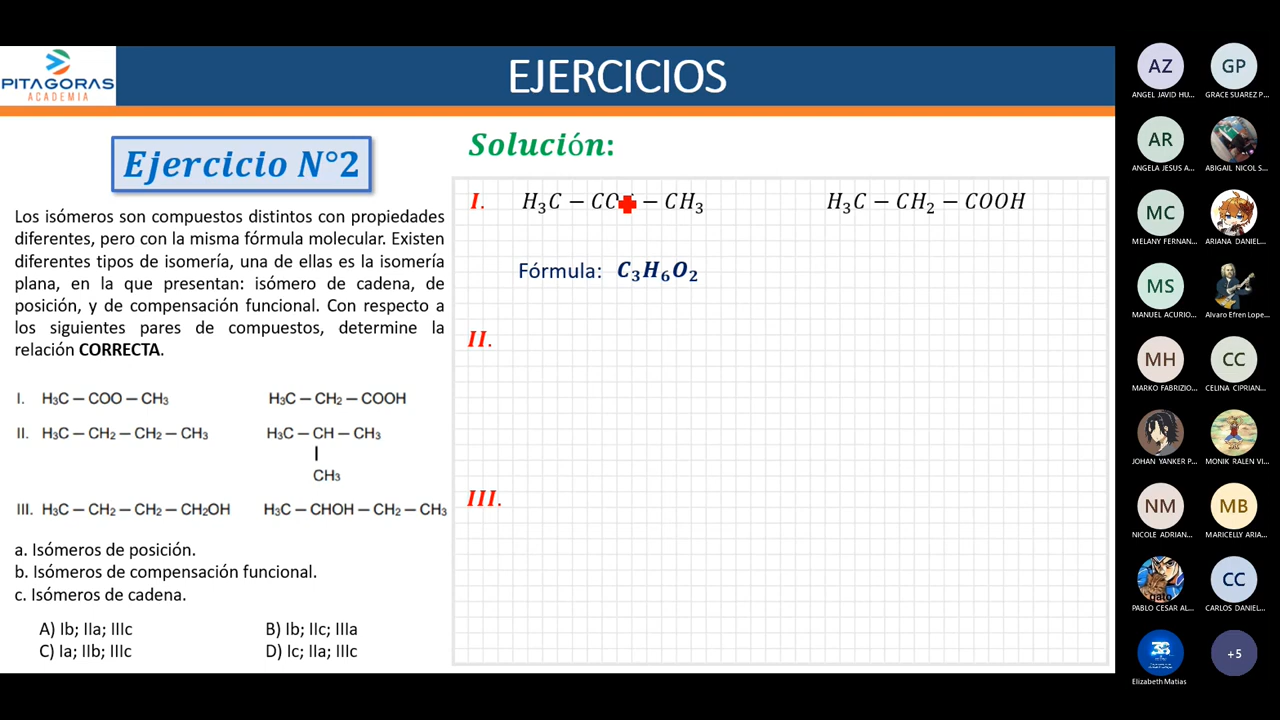 PITAGORAS
ACADEMIA
EJERCICIOS
Ejercicio N°2
Los isómeros son compuestos distintos con propiedades
diferentes, pero con la misma fórmula molecular. Existen
diferentes tipos de isomería, una de ellas es la isomería
plana, en la que presentan: isómero de cadena, de
posición, y de compensación funcional. Con respecto a
los siguientes pares de compuestos, determine la
relación CORRECTA.
I. H₃C – COO – CH₃ H₃C – CH₂ – COOH
II. H₃C – CH₂ – CH₂ – CH₃ H₃C – CH – CH₃
CH₃
III. H₃C – CH₂ – CH₂ – CH₂OH H₃C – CHOH – CH₂ – CH₃
a. Isómeros de posición.
b. Isómeros de compensación funcional.
c. Isómeros de cadena.
A) Ib; IIa; IIIc B) Ib; IIc; IIIa
C) Ia; IIb; IIIc D) Ic; IIa; IIIc
Solución:
I. H₃C – CO – CH₃ H₃C – CH₂ – COOH
Fórmula: C₃H₆O₂
II.
III.
AZ GP
ANGEL JAVID HU... GRACE SUAREZ P...
AR
ANGELA JESUS A... ABIGAIL NICOL S...
MC
MELANY FERNAN... ARIANA DANIEL...
MS
MANUEL ACURIO... Alvaro Efren Lope...
MH CC
MARKO FABRIZIO... CELINA CIPRIAN...
JOHAN YANKER P... MONIK RALEN VI...
NM MB
NICOLE ADRIAN... MARICELLY ARIA...
gato CC
PABLO CESAR AL... CARLOS DANIEL...
+5
Elizabeth Matias